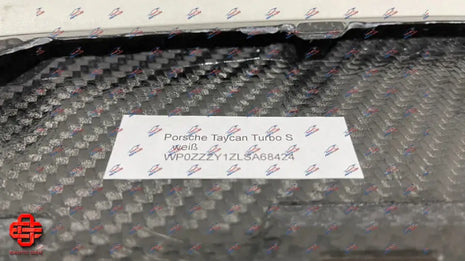 Porsche Taycan Turbo S
weiß
WP0ZZZY1ZLSA68424